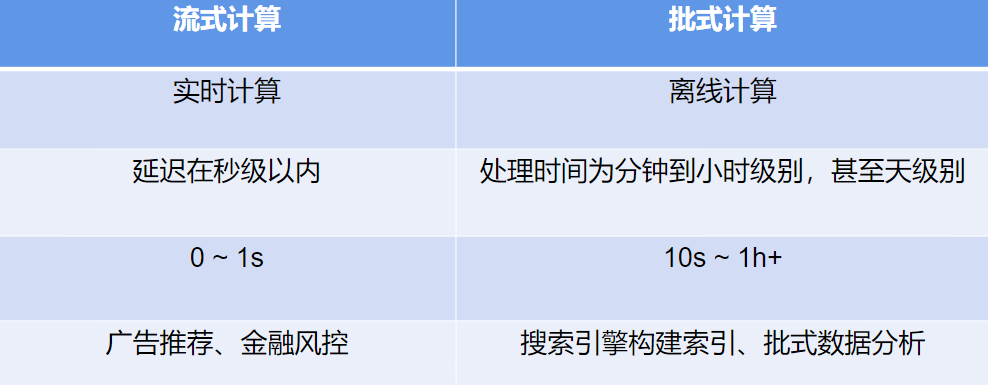 流式计算 批式计算
实时计算 离线计算
延迟在秒级以内 处理时间为分钟到小时级别，甚至天级别
0 ~ 1s 10s ~ 1h+
广告推荐、金融风控 搜索引擎构建索引、批式数据分析